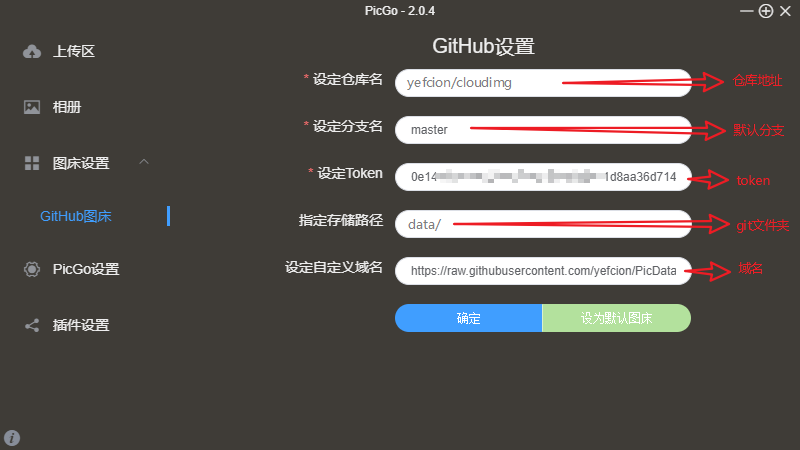 PicGo - 2.0.4
上传区
相册
图床设置
GitHub图床
PicGo设置
插件设置
GitHub设置
* 设定仓库名
yefcion/cloudimg
仓库地址
* 设定分支名
master
默认分支
* 设定Token
0e14
1d8aa36d714
token
指定存储路径
data/
git文件夹
设定自定义域名
https://raw.githubusercontent.com/yefcion/PicData
域名
确定
设为默认图床